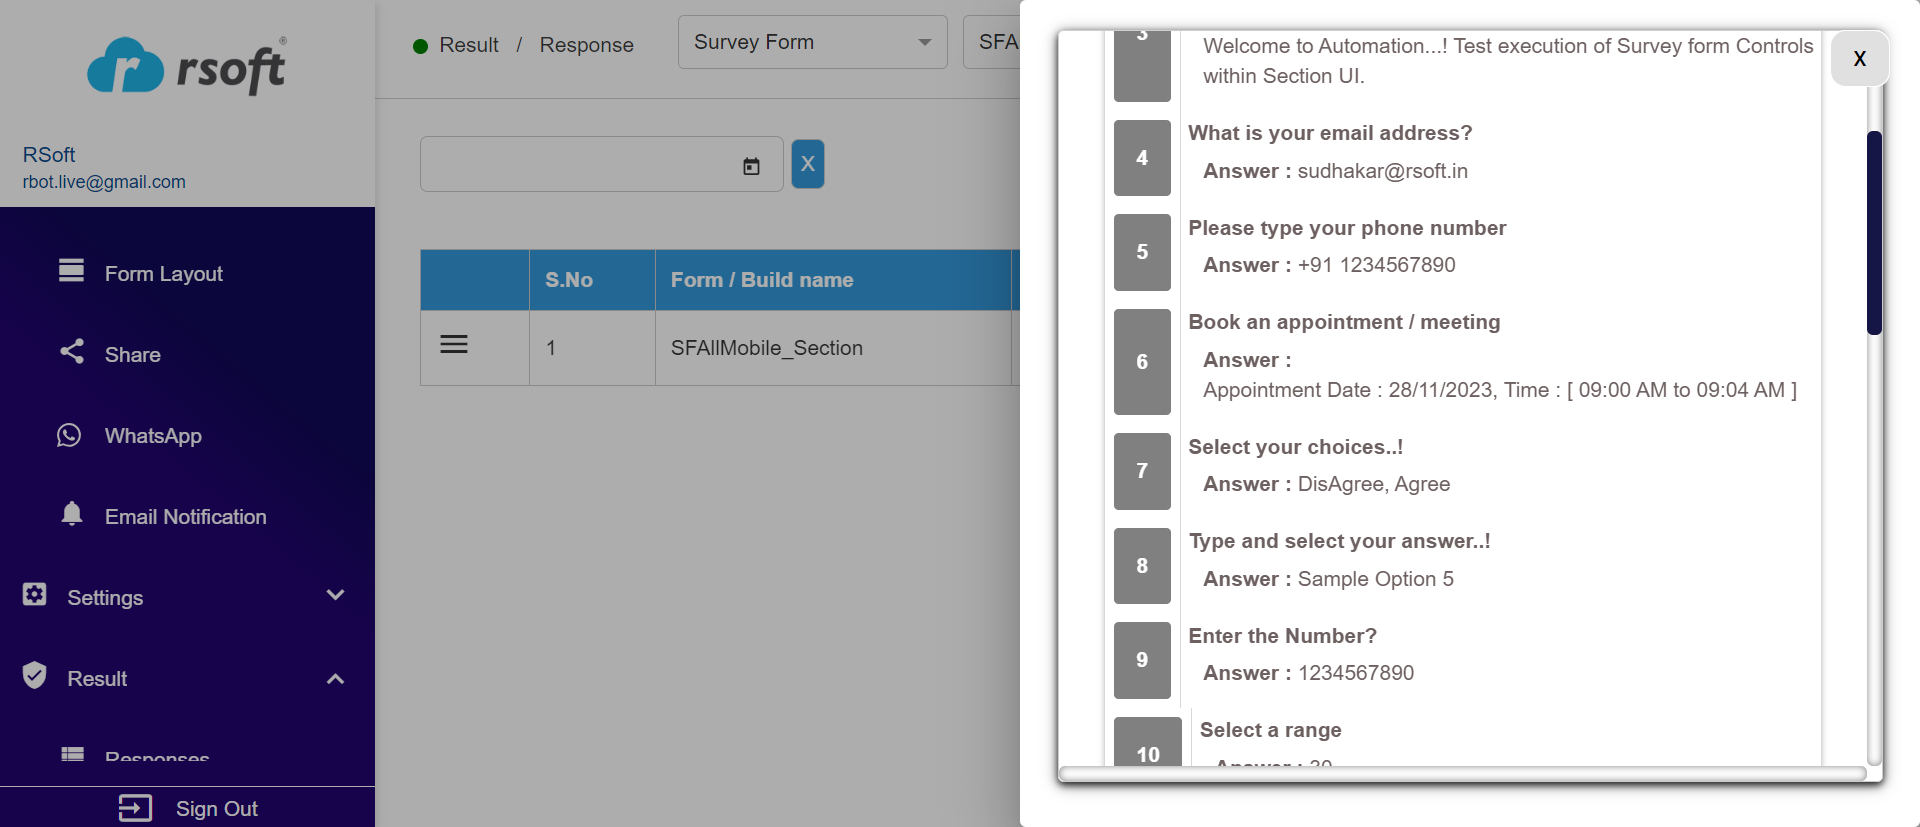 rsoft
®
RSoft
rbot.live@gmail.com
Form Layout
Share
WhatsApp
Email Notification
Settings
Result
Responses
Sign Out
Result / Response
Survey Form
SFA
X
S.No
Form / Build name
1
SFAllMobile_Section
X
3
Welcome to Automation...! Test execution of Survey form Controls
within Section UI.
4
What is your email address?
Answer : sudhakar@rsoft.in
5
Please type your phone number
Answer : +91 1234567890
6
Book an appointment / meeting
Answer :
Appointment Date : 28/11/2023, Time : [ 09:00 AM to 09:04 AM ]
7
Select your choices..!
Answer : DisAgree, Agree
8
Type and select your answer..!
Answer : Sample Option 5
9
Enter the Number?
Answer : 1234567890
10
Select a range
Answer : 30